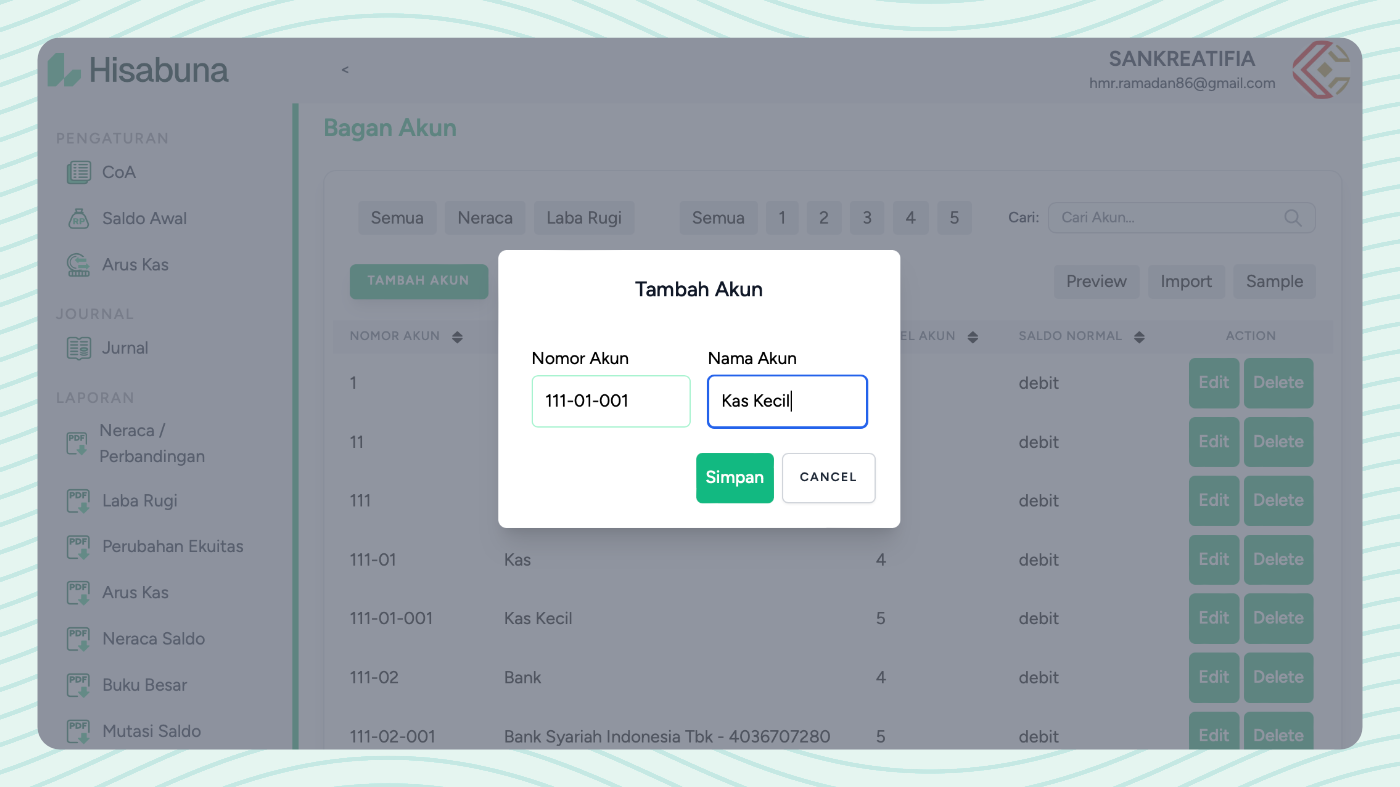 Hisabuna
<
SANKREATIFIA
hmr.ramadan86@gmail.com
PENGATURAN
CoA
Saldo Awal
Arus Kas
JOURNAL
Jurnal
LAPORAN
Neraca /
Perbandingan
Laba Rugi
Perubahan Ekuitas
Arus Kas
Neraca Saldo
Buku Besar
Mutasi Saldo
Bagan Akun
Semua Neraca Laba Rugi Semua 1 2 3 4 5 Cari: Cari Akun...
TAMBAH AKUN Preview Import Sample
NOMOR AKUN EL AKUN SALDO NORMAL ACTION
1 debit Edit Delete
11 debit Edit Delete
111 debit Edit Delete
111-01 Kas 4 debit Edit Delete
111-01-001 Kas Kecil 5 debit Edit Delete
111-02 Bank 4 debit Edit Delete
111-02-001 Bank Syariah Indonesia Tbk - 4036707280 5 debit Edit Delete
Tambah Akun
Nomor Akun Nama Akun
111-01-001 Kas Kecil
Simpan CANCEL